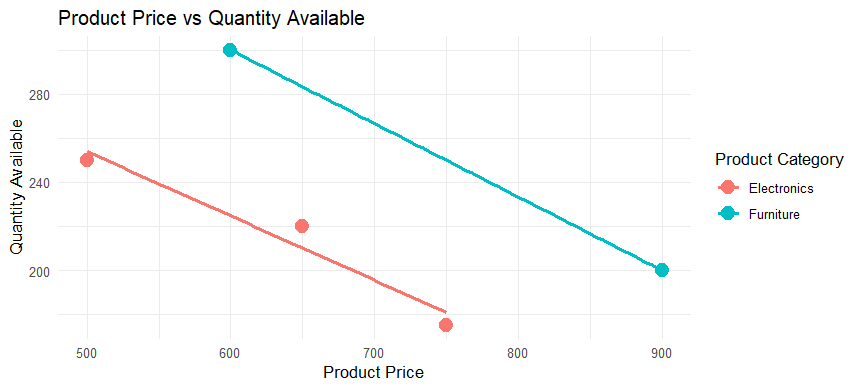 Product Price vs Quantity Available
Quantity Available
280
240
200
500 600 700 800 900
Product Price
Product Category
Electronics
Furniture